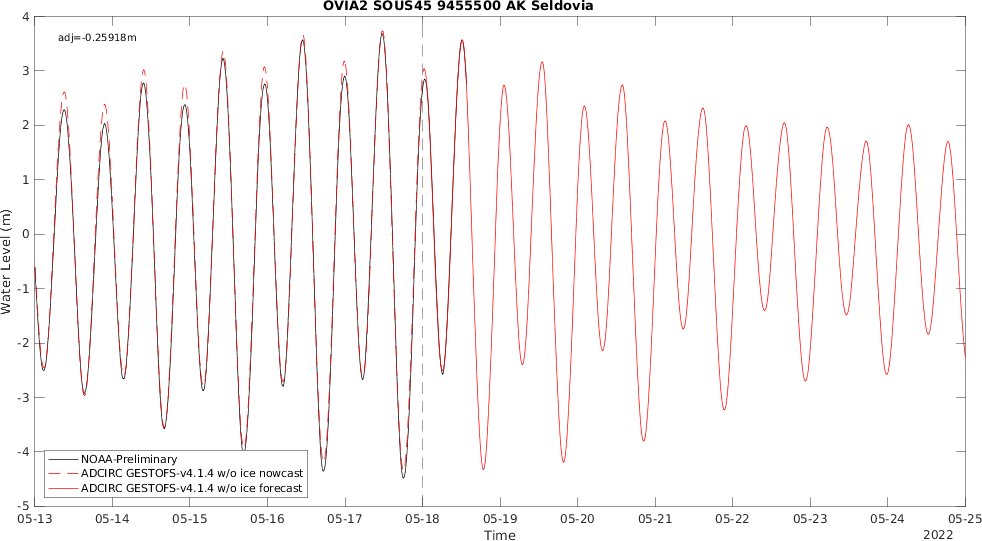 OVIA2 SOUS45 9455500 AK Seldovia
adj=-0.25918m
Water Level (m)
4
3
2
1
0
-1
-2
-3
-4
-5
NOAA-Preliminary
ADCIRC GESTOFS-v4.1.4 w/o ice nowcast
ADCIRC GESTOFS-v4.1.4 w/o ice forecast
05-13 05-14 05-15 05-16 05-17 05-18 05-19 05-20 05-21 05-22 05-23 05-24 05-25
Time
2022